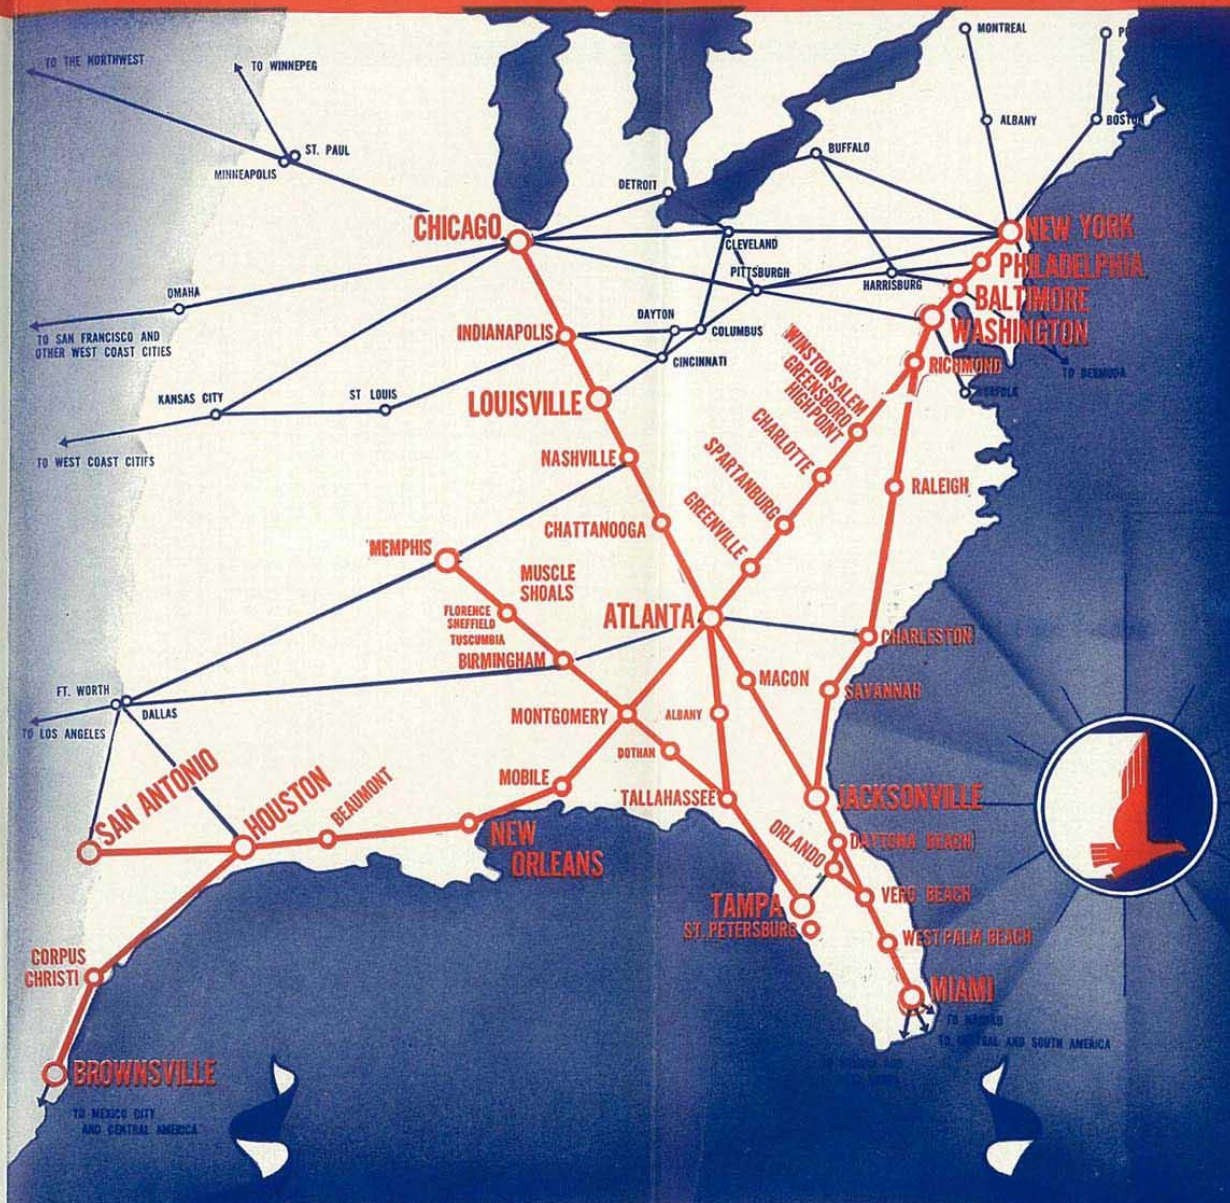 TO THE NORTHWEST
TO WINNEPEG
MONTREAL
ALBANY
BOSTON
ST. PAUL
MINNEAPOLIS
BUFFALO
DETROIT
CHICAGO
CLEVELAND
NEW YORK
PITTSBURGH
PHILADELPHIA
HARRISBURG
BALTIMORE
OMAHA
WASHINGTON
TO SAN FRANCISCO AND
OTHER WEST COAST CITIES
INDIANAPOLIS
DAYTON
COLUMBUS
CINCINNATI
RICHMOND
TO BERMUDA
NORFOLK
KANSAS CITY
ST LOUIS
LOUISVILLE
WINSTON SALEM
GREENSBORO
HIGH POINT
CHARLOTTE
SPARTANBURG
GREENVILLE
TO WEST COAST CITIES
NASHVILLE
RALEIGH
CHATTANOOGA
MEMPHIS
MUSCLE
SHOALS
FLORENCE
SHEFFIELD
TUSCUMBIA
BIRMINGHAM
ATLANTA
CHARLESTON
MACON
SAVANNAH
FT. WORTH
DALLAS
TO LOS ANGELES
MONTGOMERY
ALBANY
DOTHAN
MOBILE
TALLAHASSEE
JACKSONVILLE
SAN ANTONIO
HOUSTON
BEAUMONT
NEW
ORLEANS
ORLANDO
DAYTONA BEACH
VERO BEACH
TAMPA
ST. PETERSBURG
WEST PALM BEACH
CORPUS
CHRISTI
MIAMI
TO CENTRAL AND SOUTH AMERICA
BROWNSVILLE
TO MEXICO CITY
AND CENTRAL AMERICA